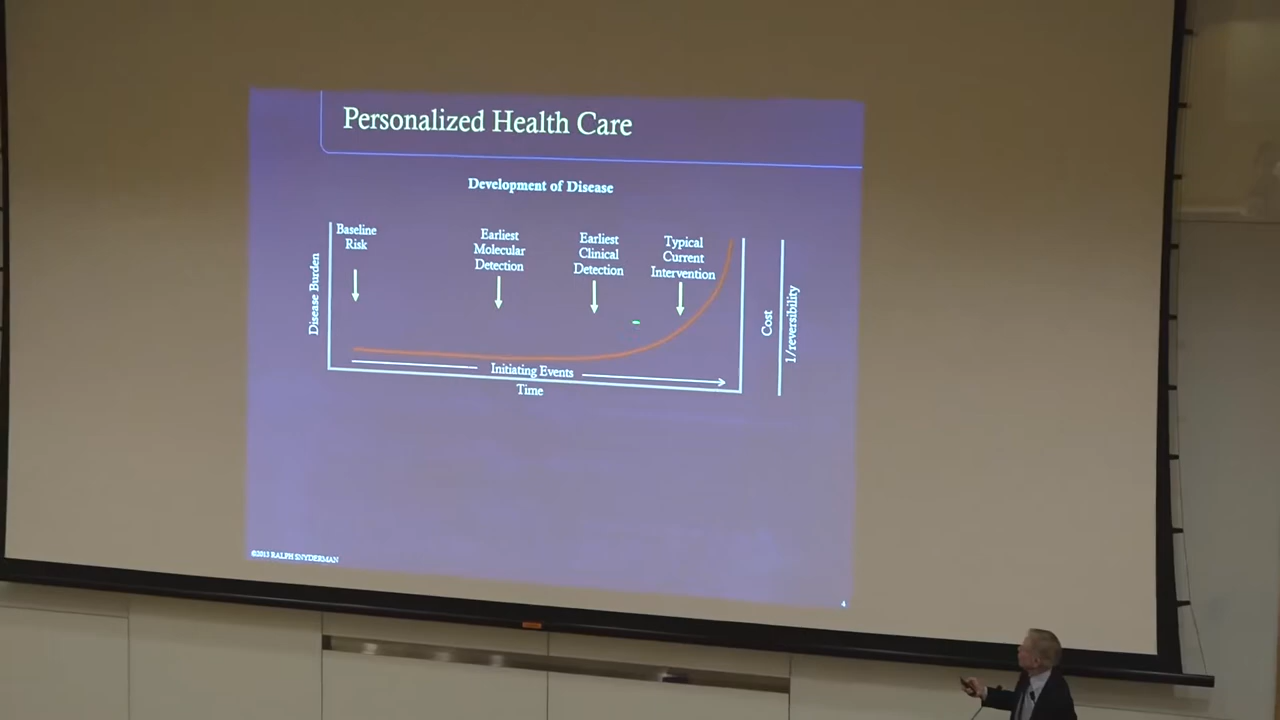 Personalized Health Care
Development of Disease
Baseline
Risk
Earliest
Molecular
Detection
Earliest
Clinical
Detection
Typical
Current
Intervention
Disease Burden
Cost
1/reversibility
Initiating Events
Time
©2013 RALPH SNYDERMAN
4